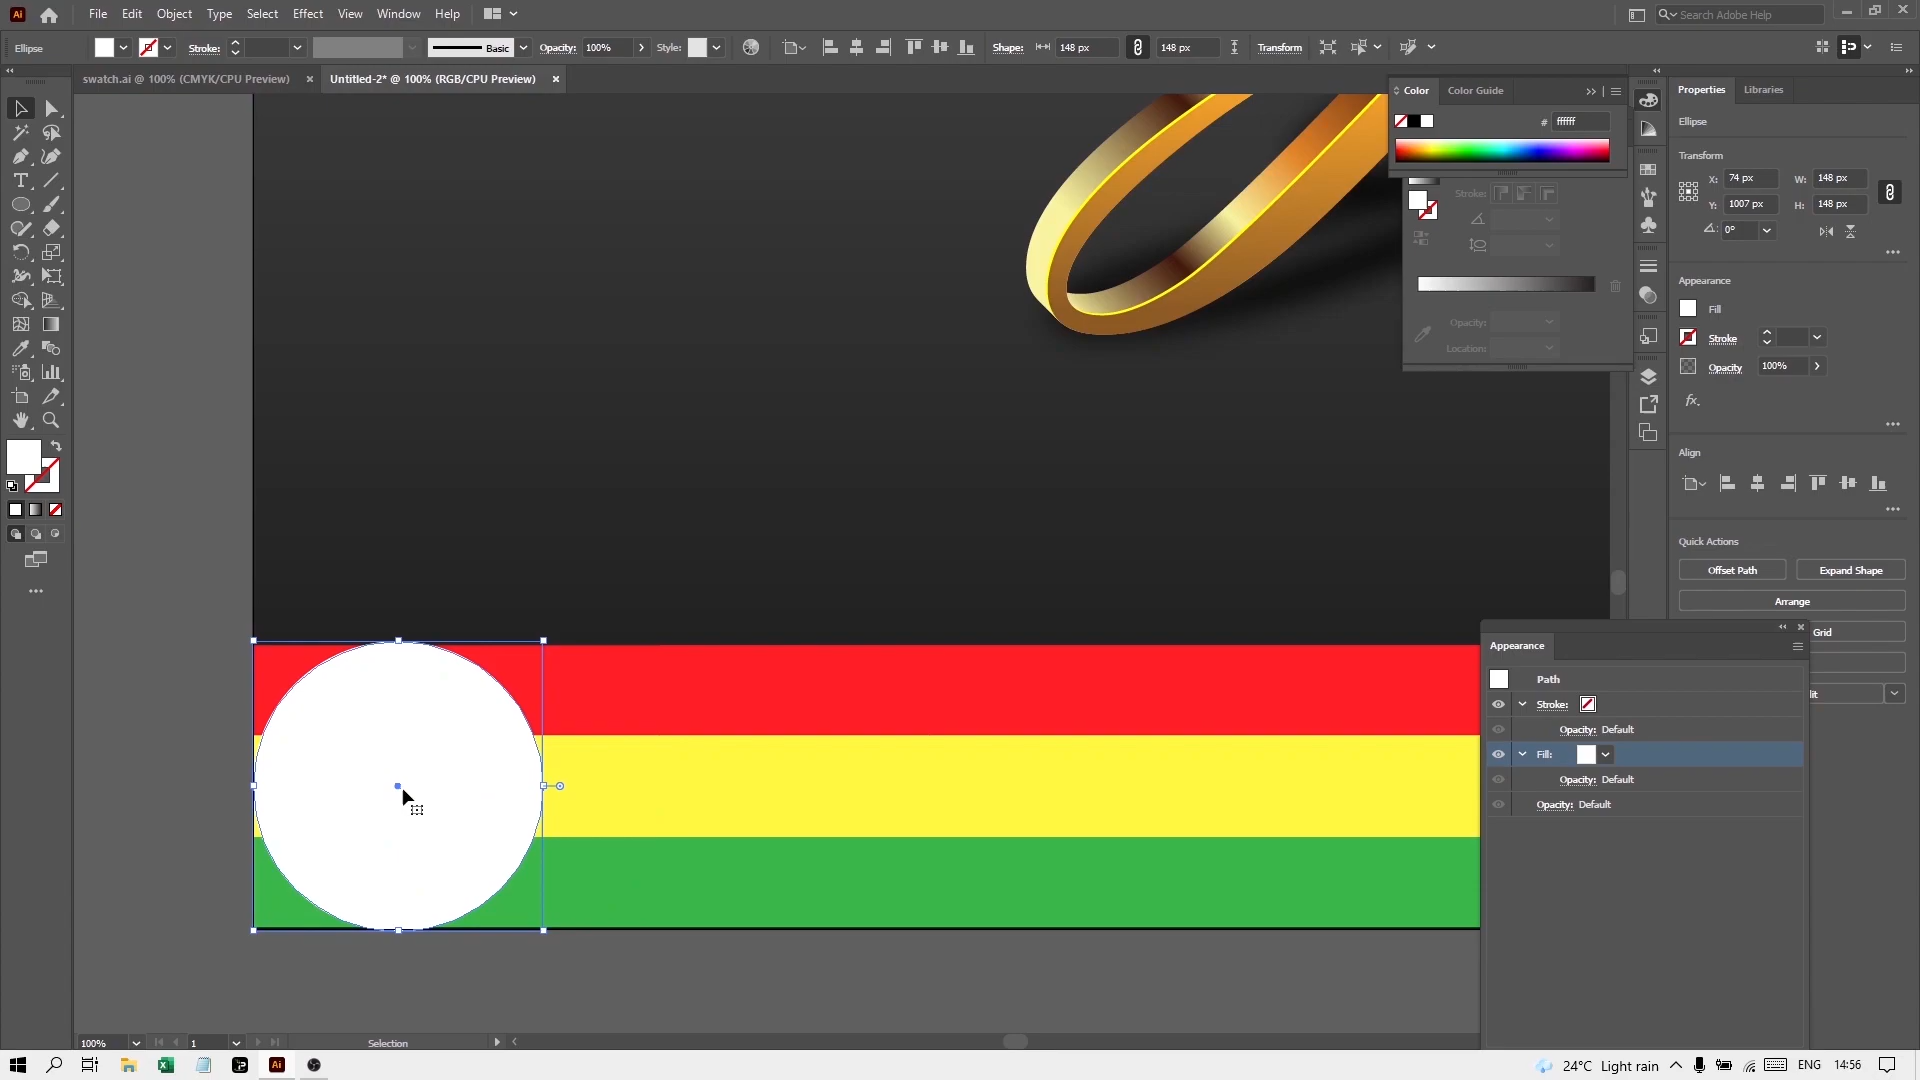 Ai File Edit Object Type Select Effect View Window Help Search Adobe Help
Ellipse Stroke: Basic Opacity: 100% Style: Shape: 148 px 148 px Transform
swatch.ai @ 100% (CMYK/CPU Preview) × Untitled-2* @ 100% (RGB/CPU Preview) ×
Color Color Guide
# ffffff
Stroke:
Opacity:
Location:
Properties Libraries
Ellipse
Transform
X: 74 px W: 148 px
Y: 1007 px H: 148 px
0°
Appearance
Fill
Stroke
Opacity 100%
fx.
Align
Quick Actions
Offset Path Expand Shape
Arrange
Grid
Appearance
Path
Stroke:
Opacity: Default
Fill:
Opacity: Default
Opacity: Default
100% 1 Selection
24°C Light rain ENG 14:56